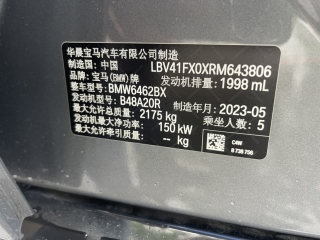 华晨宝马汽车有限公司制造
制造国：中国 LBV41FX0XRM643806
品牌：宝马(BMW)牌 发动机排量：1998 mL
整车型号：BMW6462BX
发动机型号：B48A20R 制造年月：2023-05
最大允许总质量：2175 kg 乘坐人数：5
发动机最大净功率：150 kW
最大允许牵引质量：-- kg